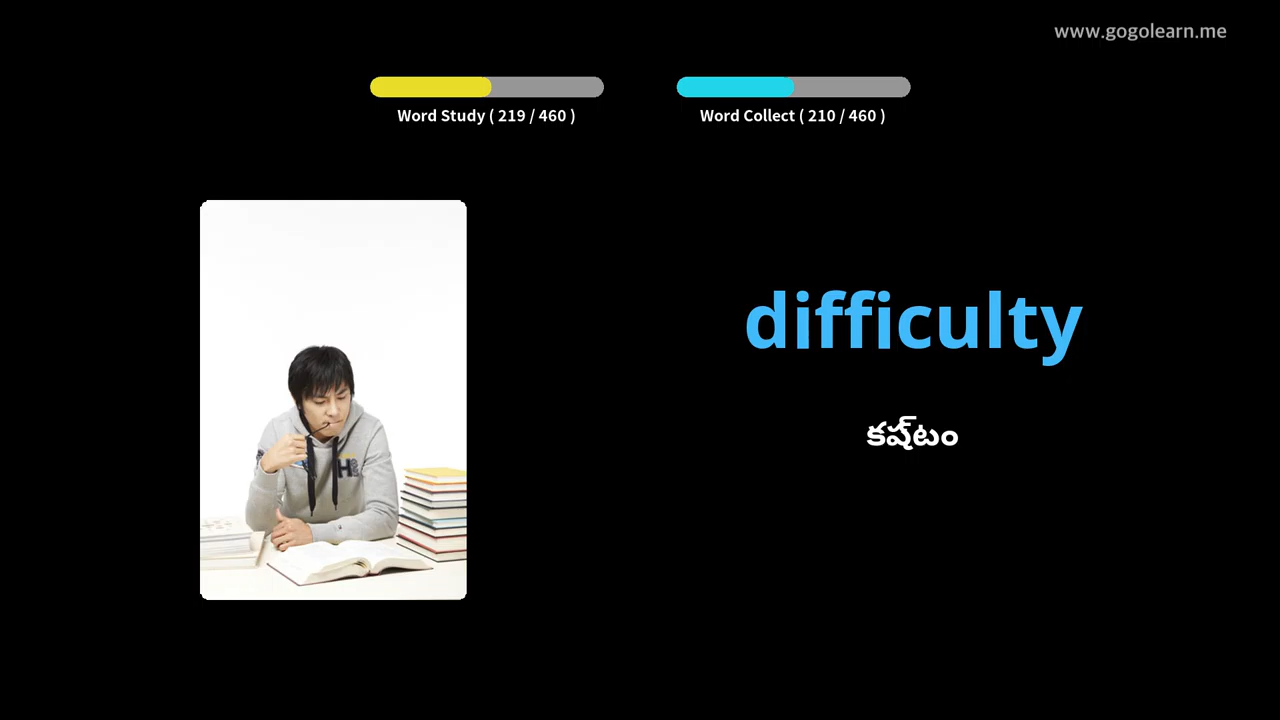 www.gogolearn.me
Word Study ( 219 / 460 )
Word Collect ( 210 / 460 )
difficulty
కష్‌టం
H